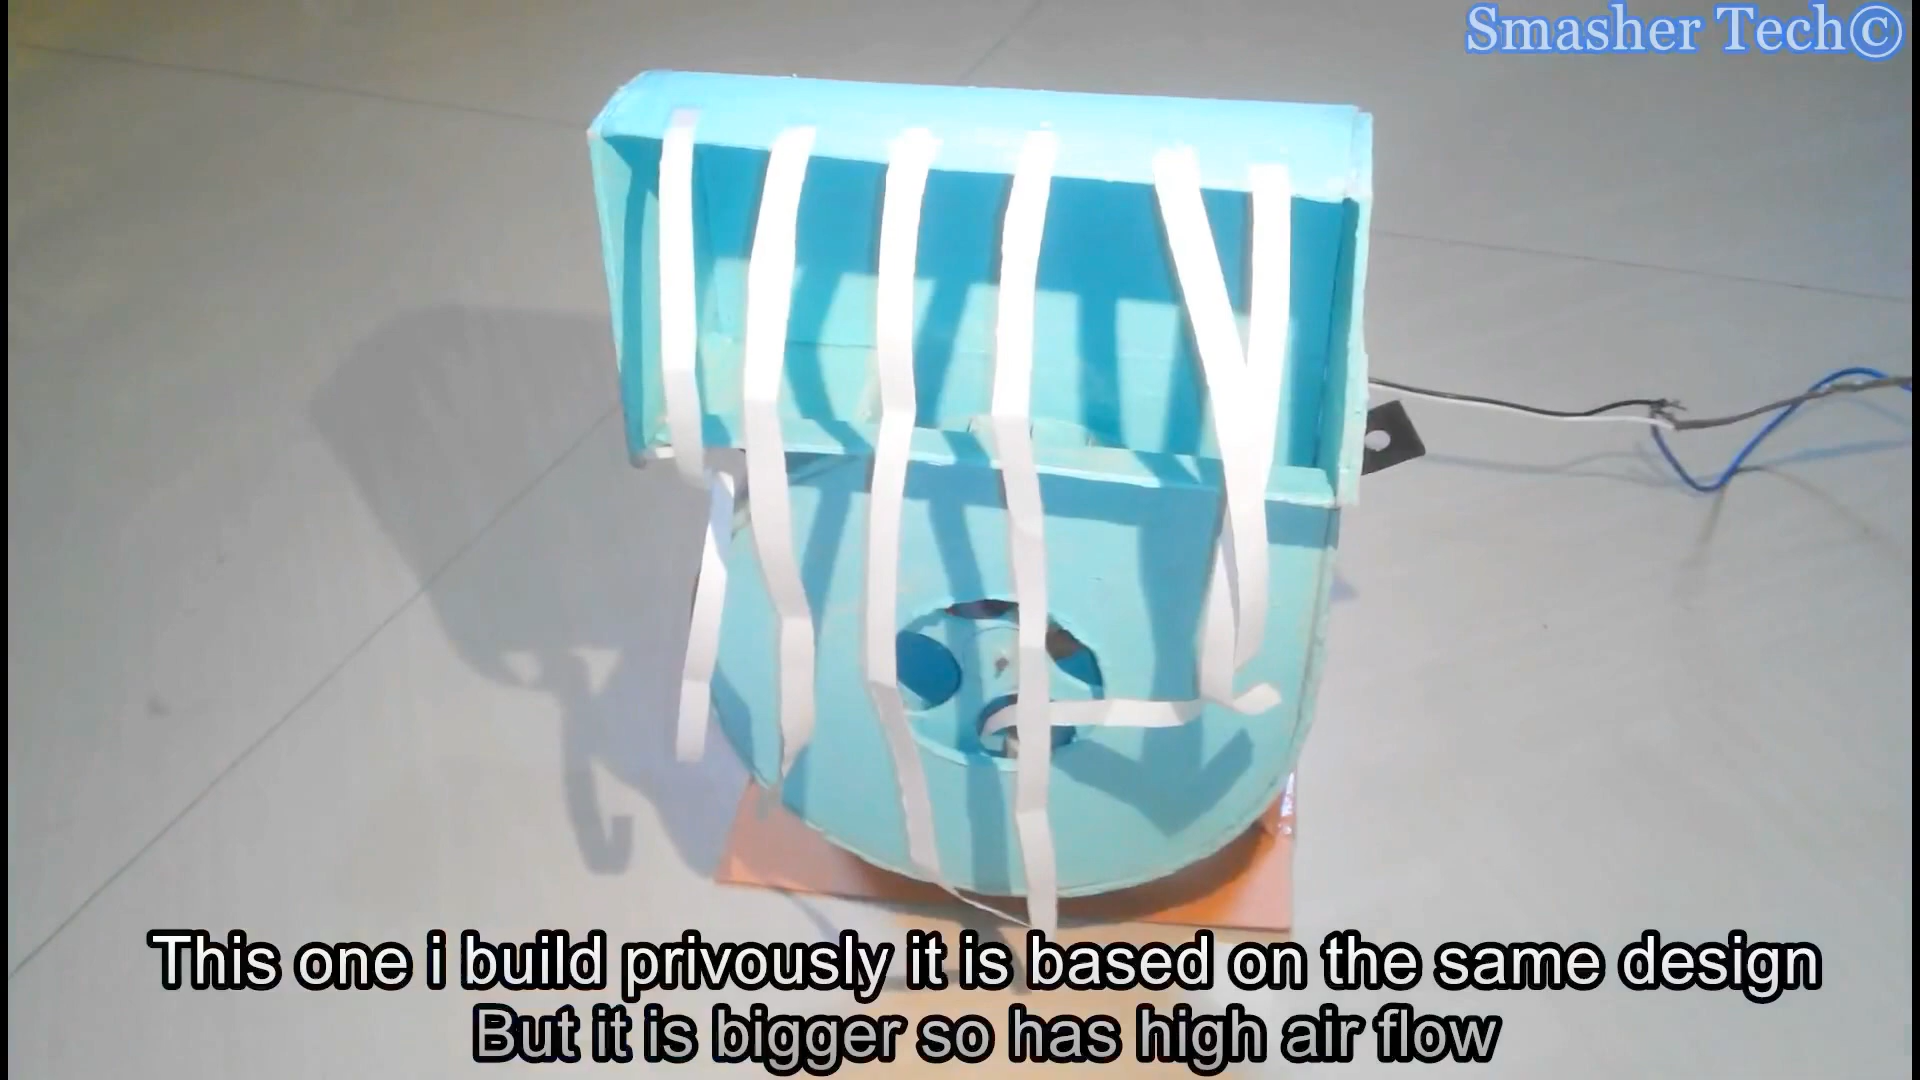 Smasher Tech©
This one i build privously it is based on the same design
But it is bigger so has high air flow